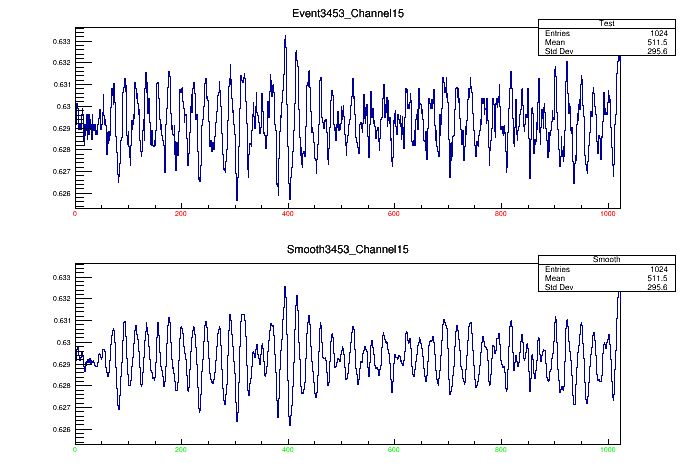 Event3453_Channel15
Test
Entries 1024
Mean 511.5
Std Dev 295.6
0.633
0.632
0.631
0.63
0.629
0.628
0.627
0.626
0 200 400 600 800 1000
Smooth3453_Channel15
Smooth
Entries 1024
Mean 511.5
Std Dev 295.6
0.633
0.632
0.631
0.63
0.629
0.628
0.627
0.626
0 200 400 600 800 1000